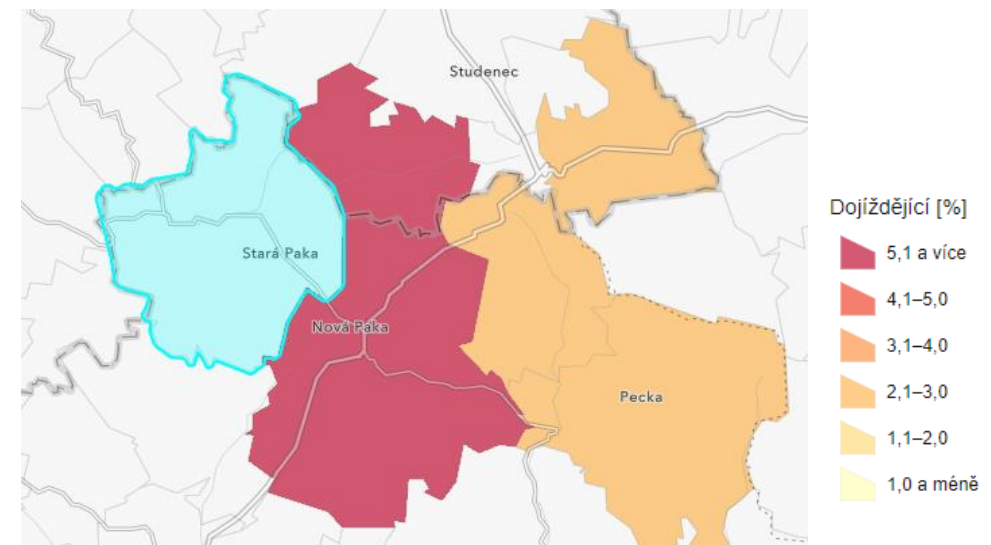 Studenec
Stará Paka
Nová Paka
Pecka
Dojíždějící [%]
5,1 a více
4,1–5,0
3,1–4,0
2,1–3,0
1,1–2,0
1,0 a méně